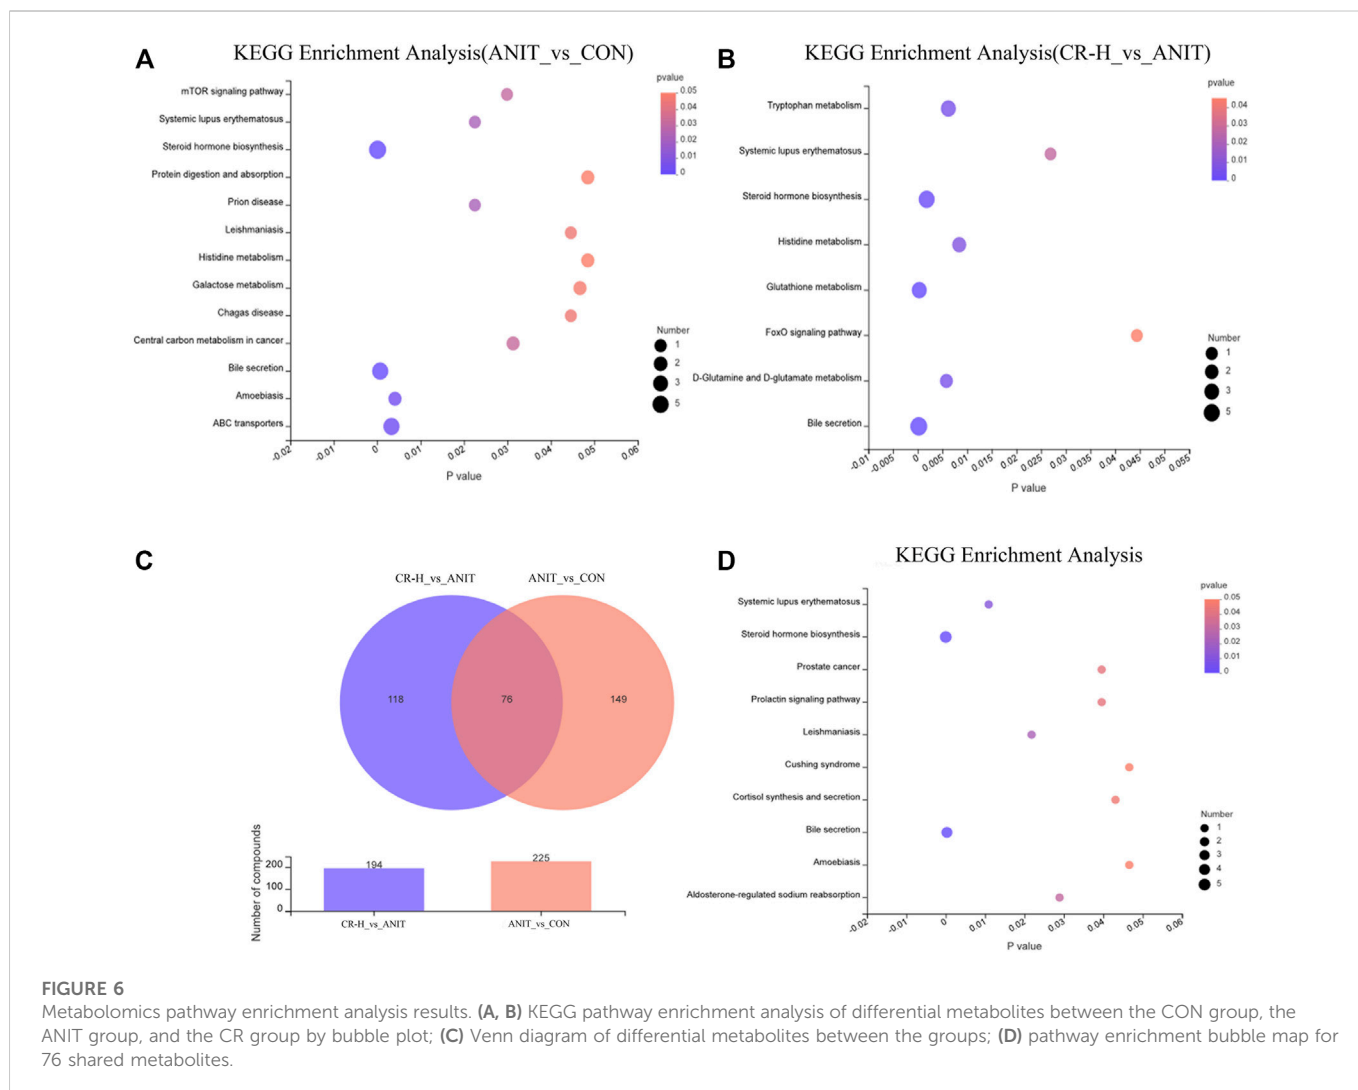 A
KEGG Enrichment Analysis(ANIT_vs_CON)
mTOR signaling pathway
Systemic lupus erythematosus
Steroid hormone biosynthesis
Protein digestion and absorption
Prion disease
Leishmaniasis
Histidine metabolism
Galactose metabolism
Chagas disease
Central carbon metabolism in cancer
Bile secretion
Amoebiasis
ABC transporters
-0.02 -0.01 0 0.01 0.02 0.03 0.04 0.05 0.06
P value
pvalue
0.05
0.04
0.03
0.02
0.01
0
Number
1
2
3
5
B
KEGG Enrichment Analysis(CR-H_vs_ANIT)
Tryptophan metabolism
Systemic lupus erythematosus
Steroid hormone biosynthesis
Histidine metabolism
Glutathione metabolism
FoxO signaling pathway
D-Glutamine and D-glutamate metabolism
Bile secretion
-0.01 -0.005 0 0.005 0.01 0.015 0.02 0.025 0.03 0.035 0.04 0.045 0.05 0.055
P value
pvalue
0.04
0.03
0.02
0.01
0
Number
1
2
3
5
C
CR-H_vs_ANIT ANIT_vs_CON
118 76 149
Number of compounds
200
100
0
194 225
CR-H_vs_ANIT ANIT_vs_CON
D
KEGG Enrichment Analysis
Systemic lupus erythematosus
Steroid hormone biosynthesis
Prostate cancer
Prolactin signaling pathway
Leishmaniasis
Cushing syndrome
Cortisol synthesis and secretion
Bile secretion
Amoebiasis
Aldosterone-regulated sodium reabsorption
-0.02 -0.01 0 0.01 0.02 0.03 0.04 0.05 0.06
P value
pvalue
0.05
0.04
0.03
0.02
0.01
0
Number
1
2
3
4
5
FIGURE 6
Metabolomics pathway enrichment analysis results. (A, B) KEGG pathway enrichment analysis of differential metabolites between the CON group, the
ANIT group, and the CR group by bubble plot; (C) Venn diagram of differential metabolites between the groups; (D) pathway enrichment bubble map for
76 shared metabolites.